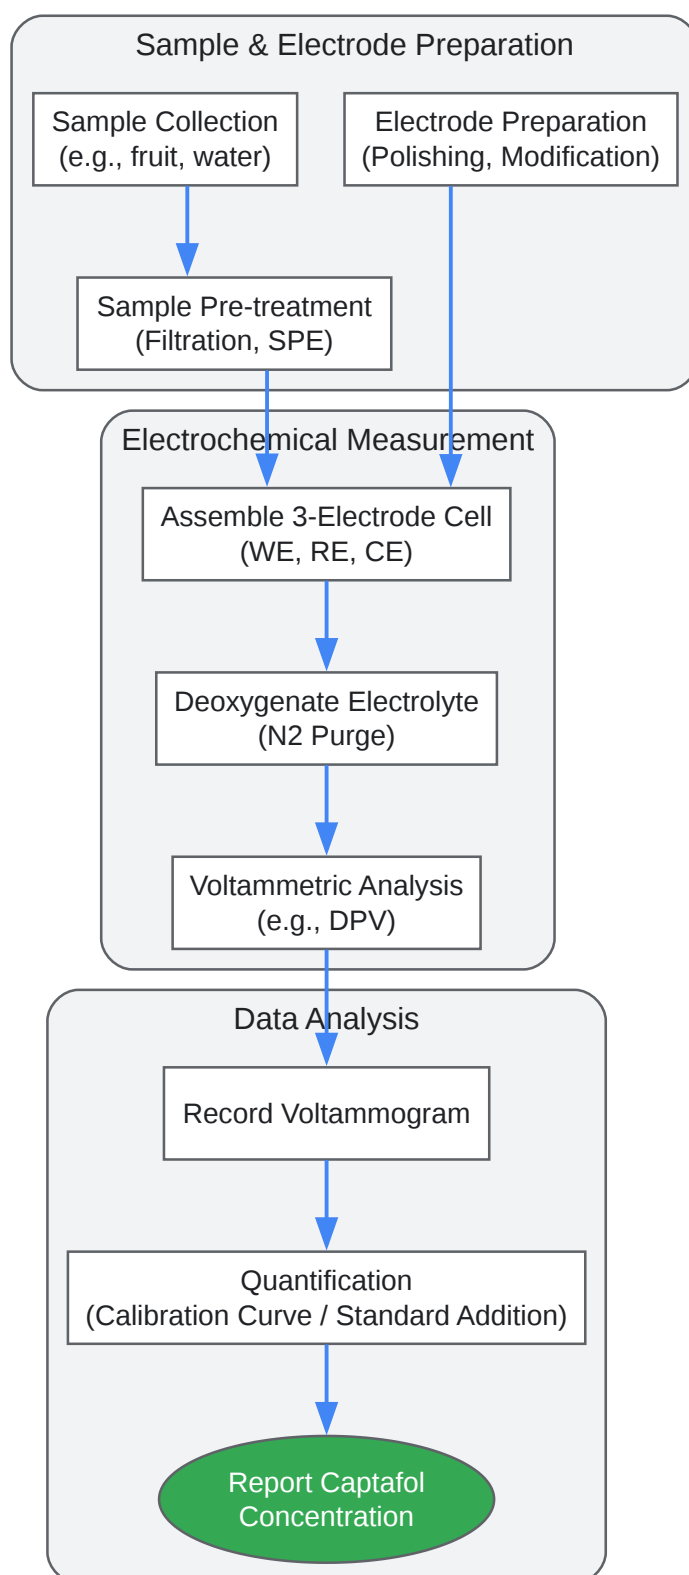 Sample & Electrode Preparation
Sample Collection
(e.g., fruit, water)
Electrode Preparation
(Polishing, Modification)
Sample Pre-treatment
(Filtration, SPE)
Electrochemical Measurement
Assemble 3-Electrode Cell
(WE, RE, CE)
Deoxygenate Electrolyte
(N2 Purge)
Voltammetric Analysis
(e.g., DPV)
Data Analysis
Record Voltammogram
Quantification
(Calibration Curve / Standard Addition)
Report Captafol
Concentration